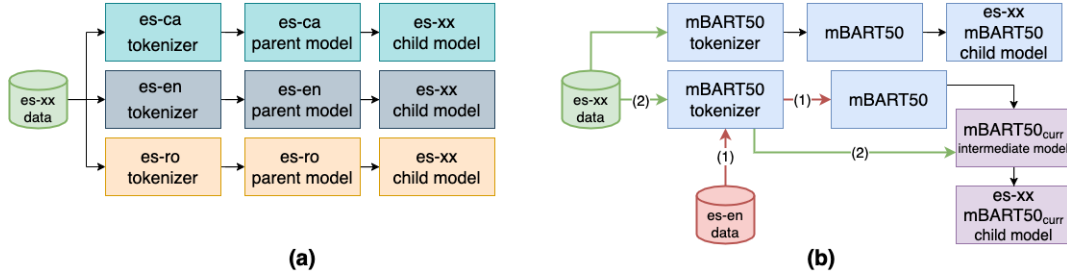 es-xx
data
es-ca
tokenizer
es-ca
parent model
es-xx
child model
es-en
tokenizer
es-en
parent model
es-xx
child model
es-ro
tokenizer
es-ro
parent model
es-xx
child model
(a)
es-xx
data
mBART50
tokenizer
mBART50
es-xx
mBART50
child model
(2)
mBART50
tokenizer
(1)
mBART50
(1)
(2)
mBART50curr
intermediate model
es-en
data
es-xx
mBART50curr
child model
(b)